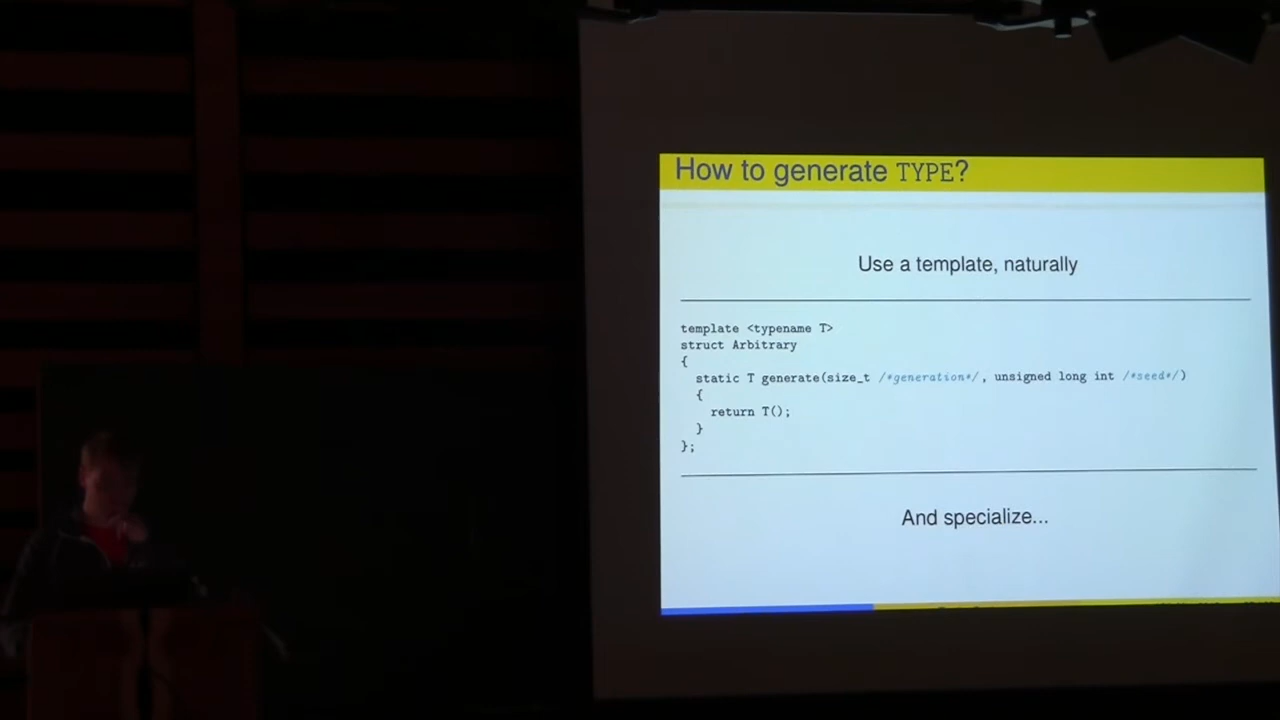 How to generate TYPE?
Use a template, naturally
template <typename T>
struct Arbitrary
{
static T generate(size_t /*generation*/, unsigned long int /*seed*/)
{
return T();
}
};
And specialize...